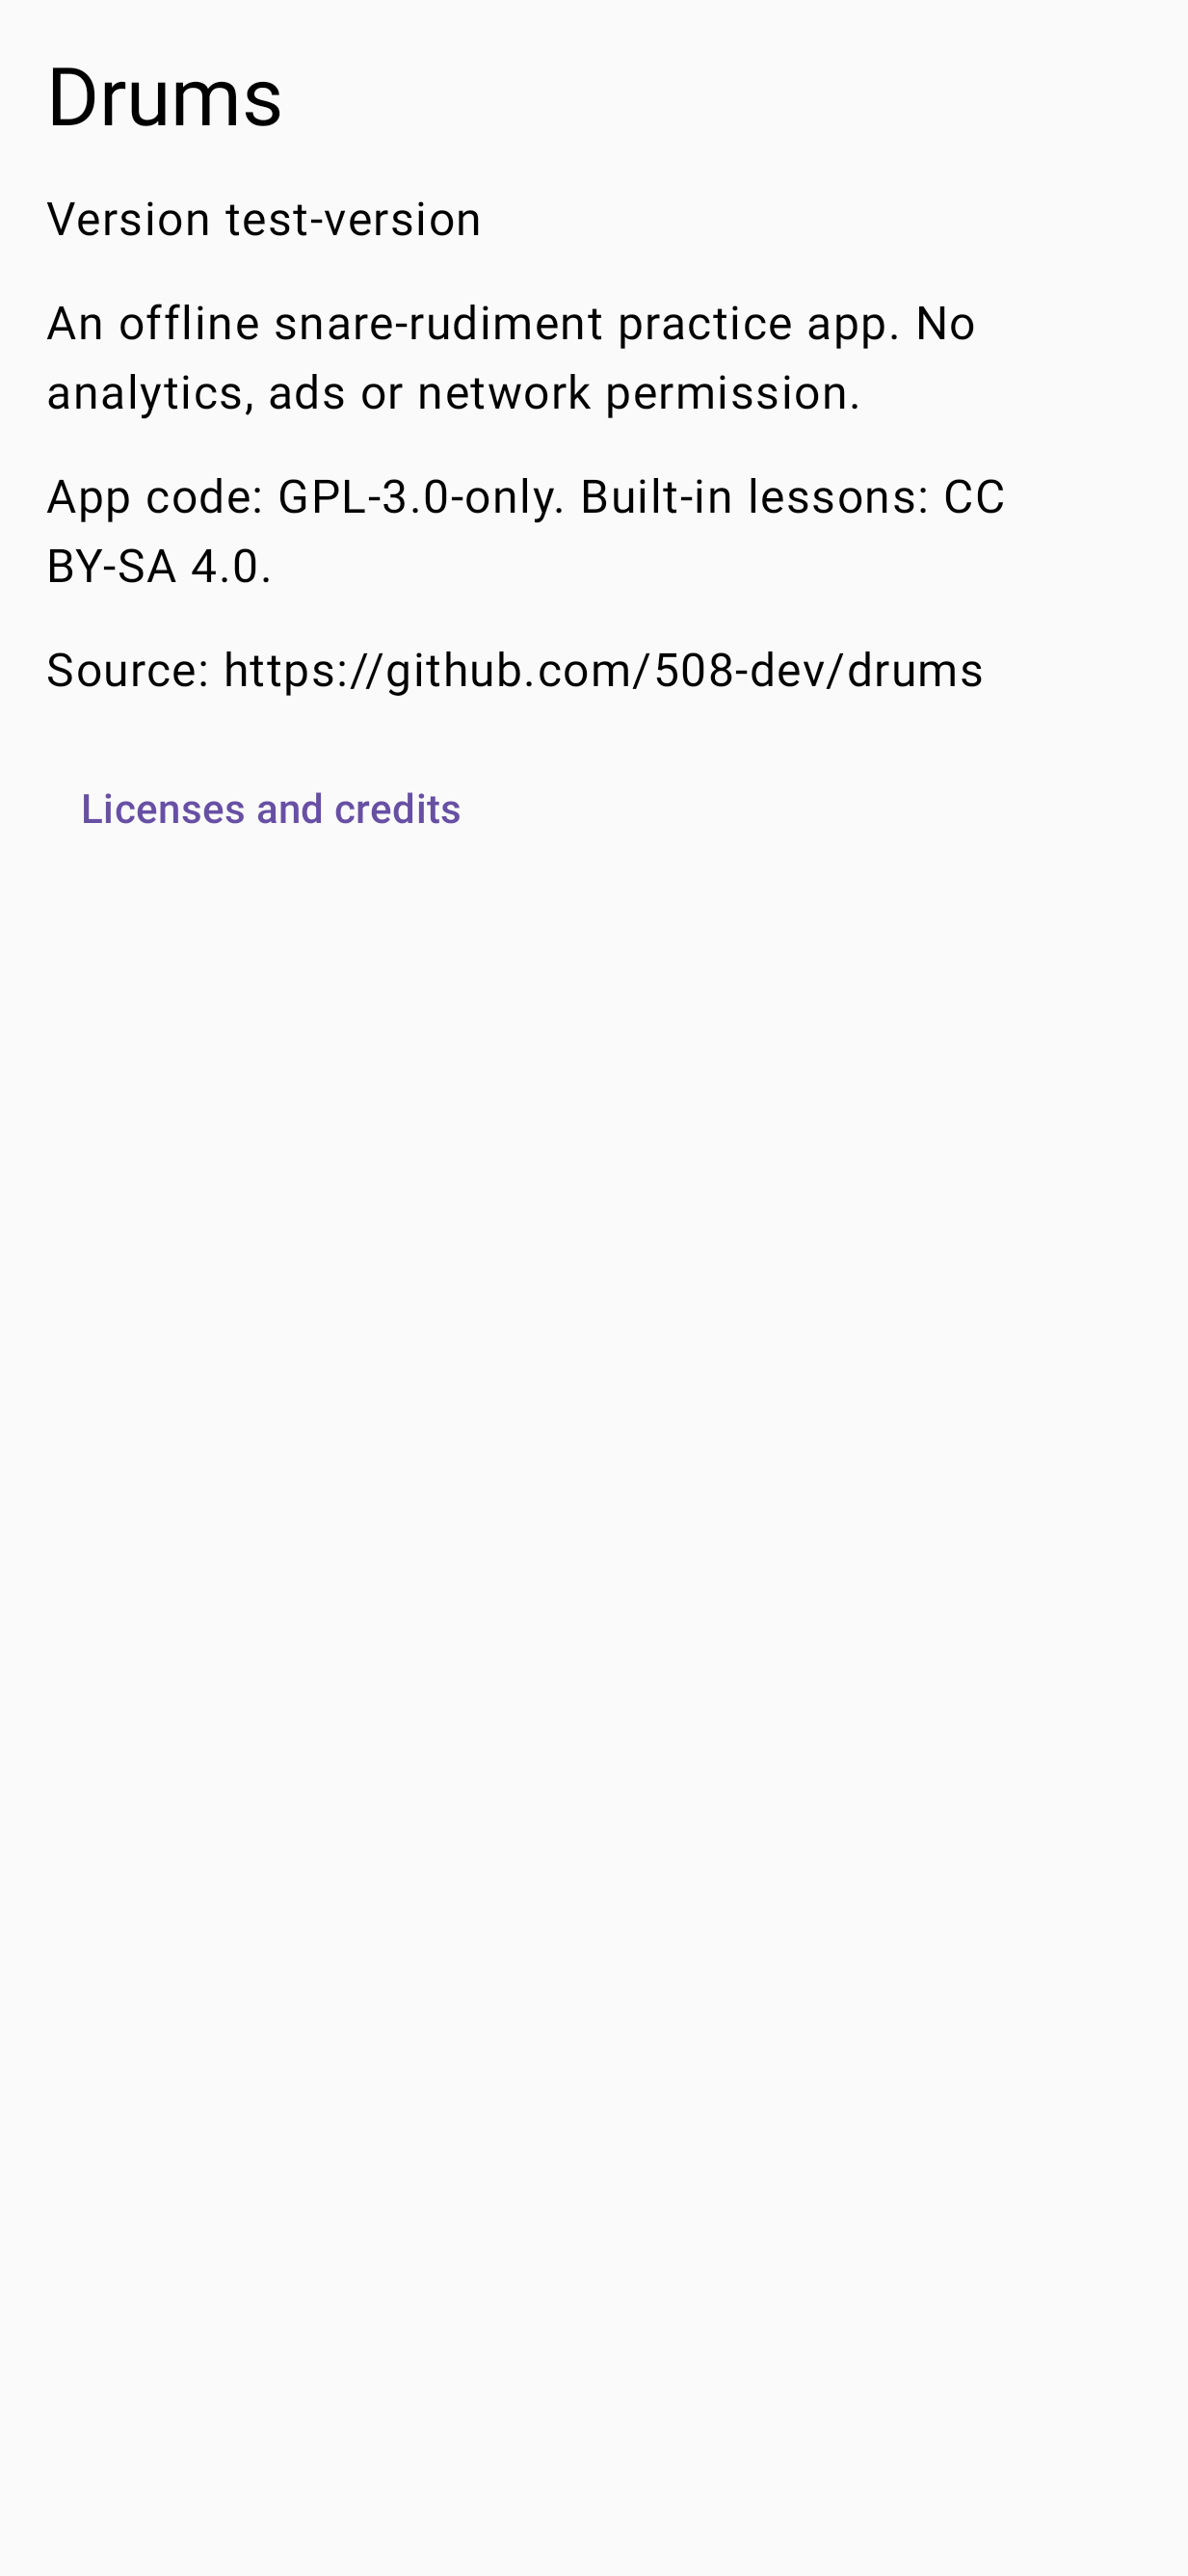 Drums
Version test-version
An offline snare-rudiment practice app. No
analytics, ads or network permission.
App code: GPL-3.0-only. Built-in lessons: CC
BY-SA 4.0.
Source: https://github.com/508-dev/drums
Licenses and credits